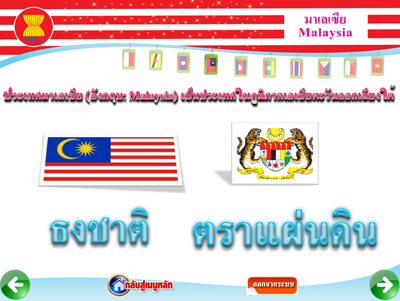 มาเลเซีย
Malaysia
ประเทศมาเลเซีย (อังกฤษ: Malaysia) เป็นประเทศในภูมิภาคเอเชียตะวันออกเฉียงใต้
ธงชาติ
ตราแผ่นดิน
กลับสู่เมนูหลัก
ออกจากระบบ